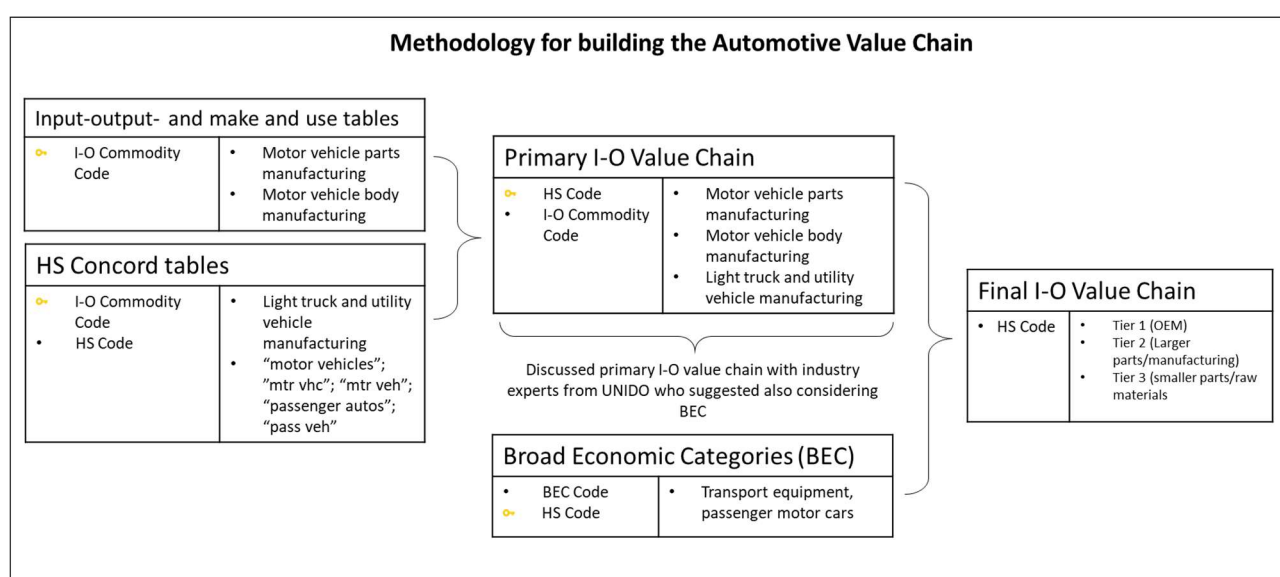 Methodology for building the Automotive Value Chain
Input-output- and make and use tables
I-O Commodity
Code
• Motor vehicle parts
manufacturing
• Motor vehicle body
manufacturing
HS Concord tables
I-O Commodity
Code
• HS Code
• Light truck and utility
vehicle
manufacturing
• “motor vehicles”;
”mtr vhc”; “mtr veh”;
“passenger autos”;
“pass veh”
Primary I-O Value Chain
HS Code
• I-O Commodity
Code
• Motor vehicle parts
manufacturing
• Motor vehicle body
manufacturing
• Light truck and utility
vehicle manufacturing
Discussed primary I-O value chain with industry
experts from UNIDO who suggested also considering
BEC
Broad Economic Categories (BEC)
• BEC Code
HS Code
• Transport equipment,
passenger motor cars
Final I-O Value Chain
• HS Code
• Tier 1 (OEM)
• Tier 2 (Larger
parts/manufacturing)
• Tier 3 (smaller parts/raw
materials